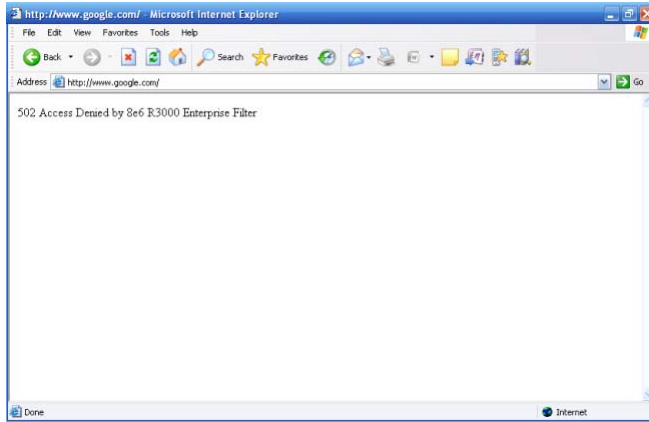 http://www.google.com/ - Microsoft Internet Explorer
File Edit View Favorites Tools Help
Back Search Favorites
Address http://www.google.com/ Go
502 Access Denied by 8e6 R3000 Enterprise Filter
Done Internet